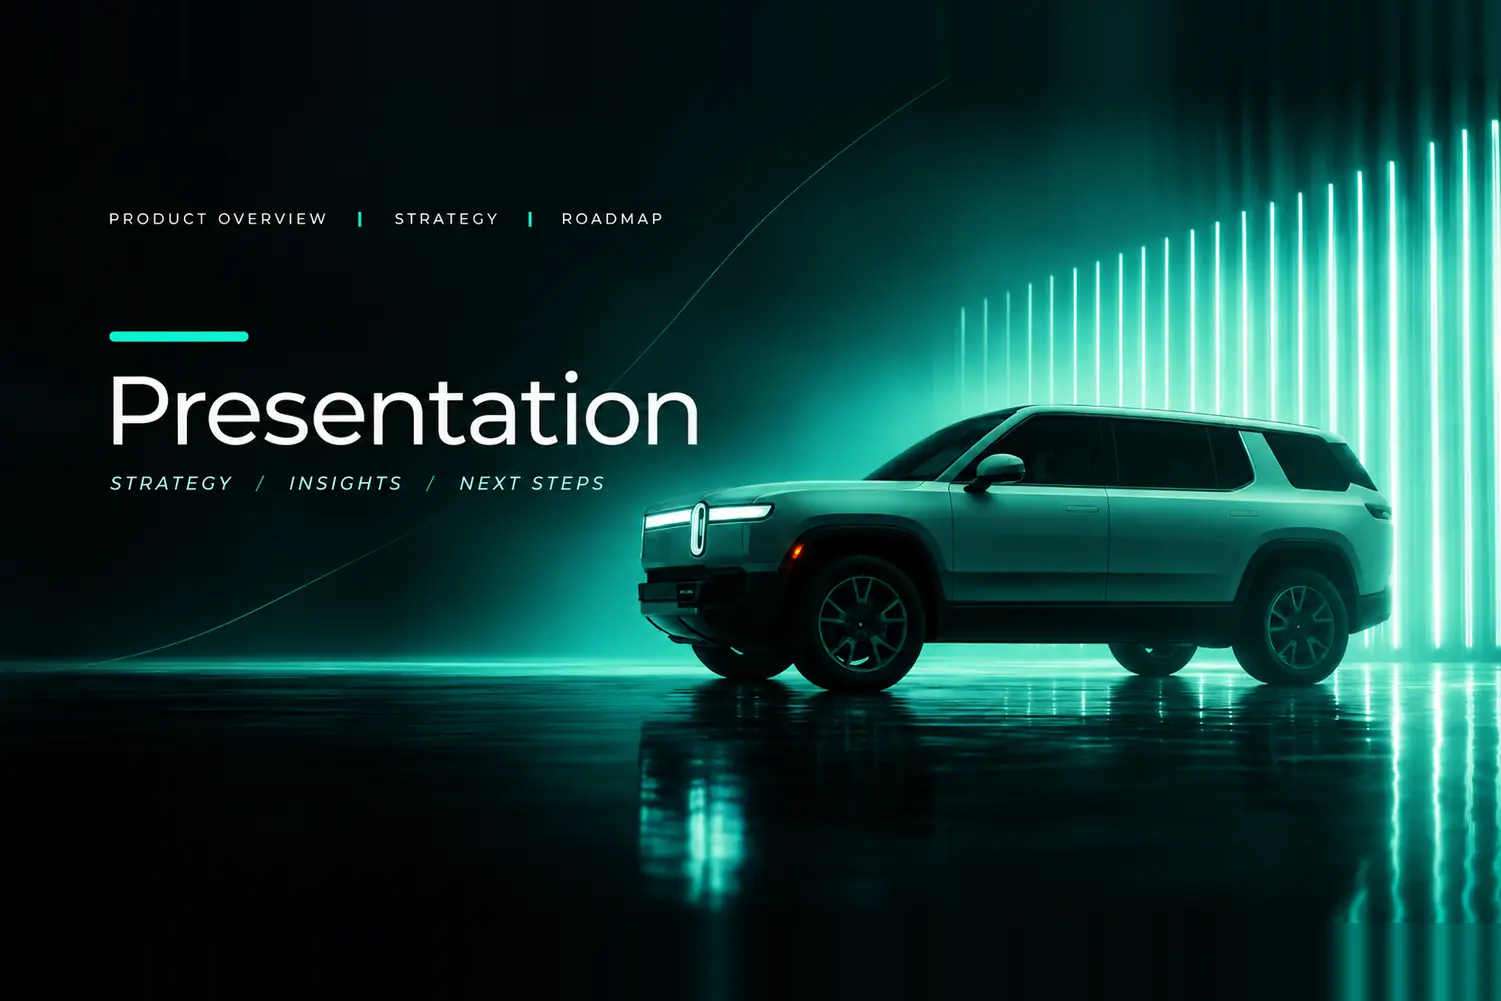 PRODUCT OVERVIEW | STRATEGY | ROADMAP
Presentation
STRATEGY / INSIGHTS / NEXT STEPS